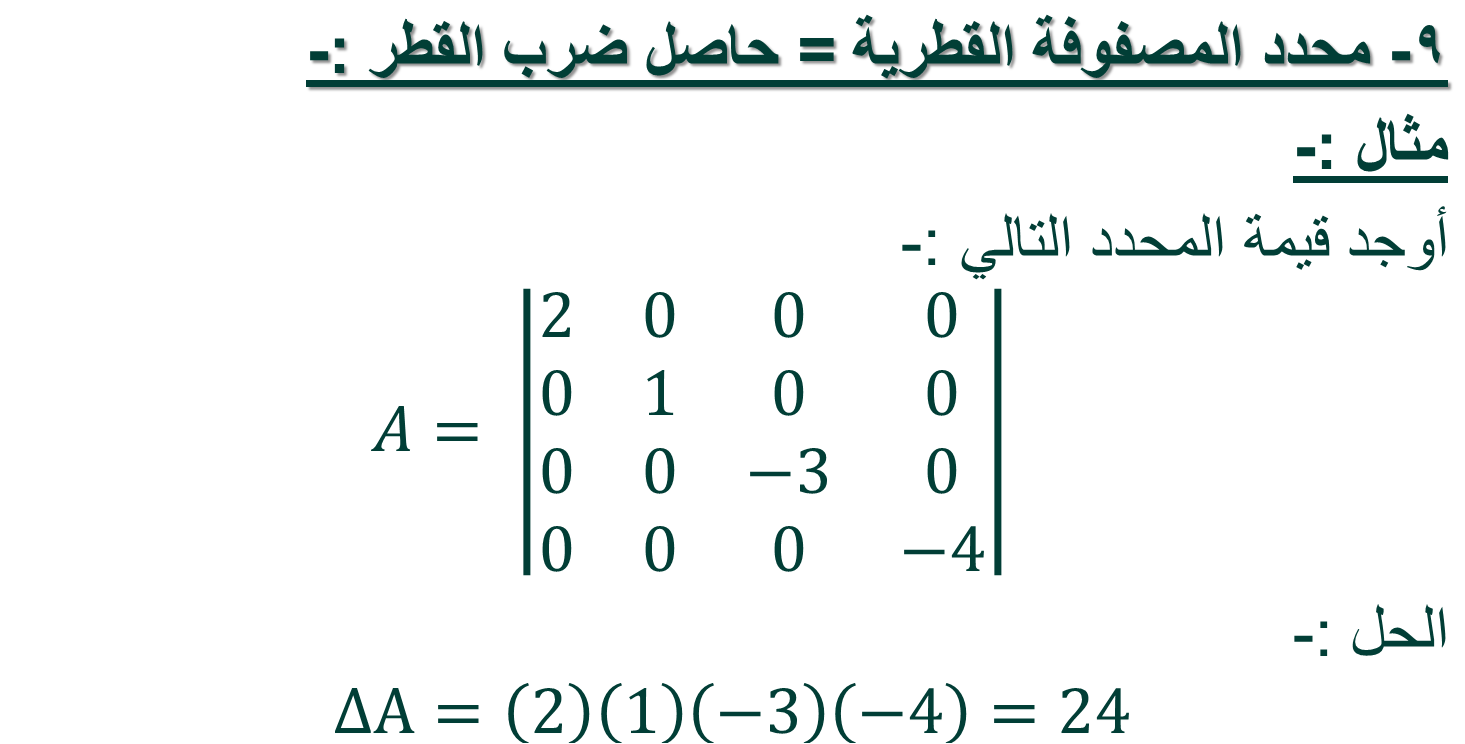 ٩- محدد المصفوفة القطرية = حاصل ضرب القطر :-
مثال :-
أوجد قيمة المحدد التالي :-
A = |2 0 0 0|
|0 1 0 0|
|0 0 −3 0|
|0 0 0 −4|
الحل :-
ΔA = (2)(1)(−3)(−4) = 24